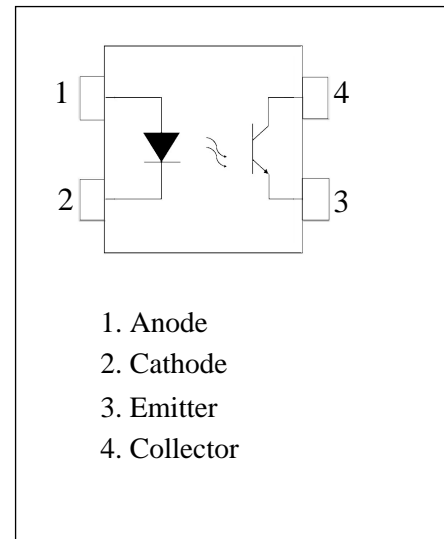 1
4
2
3
1. Anode
2. Cathode
3. Emitter
4. Collector